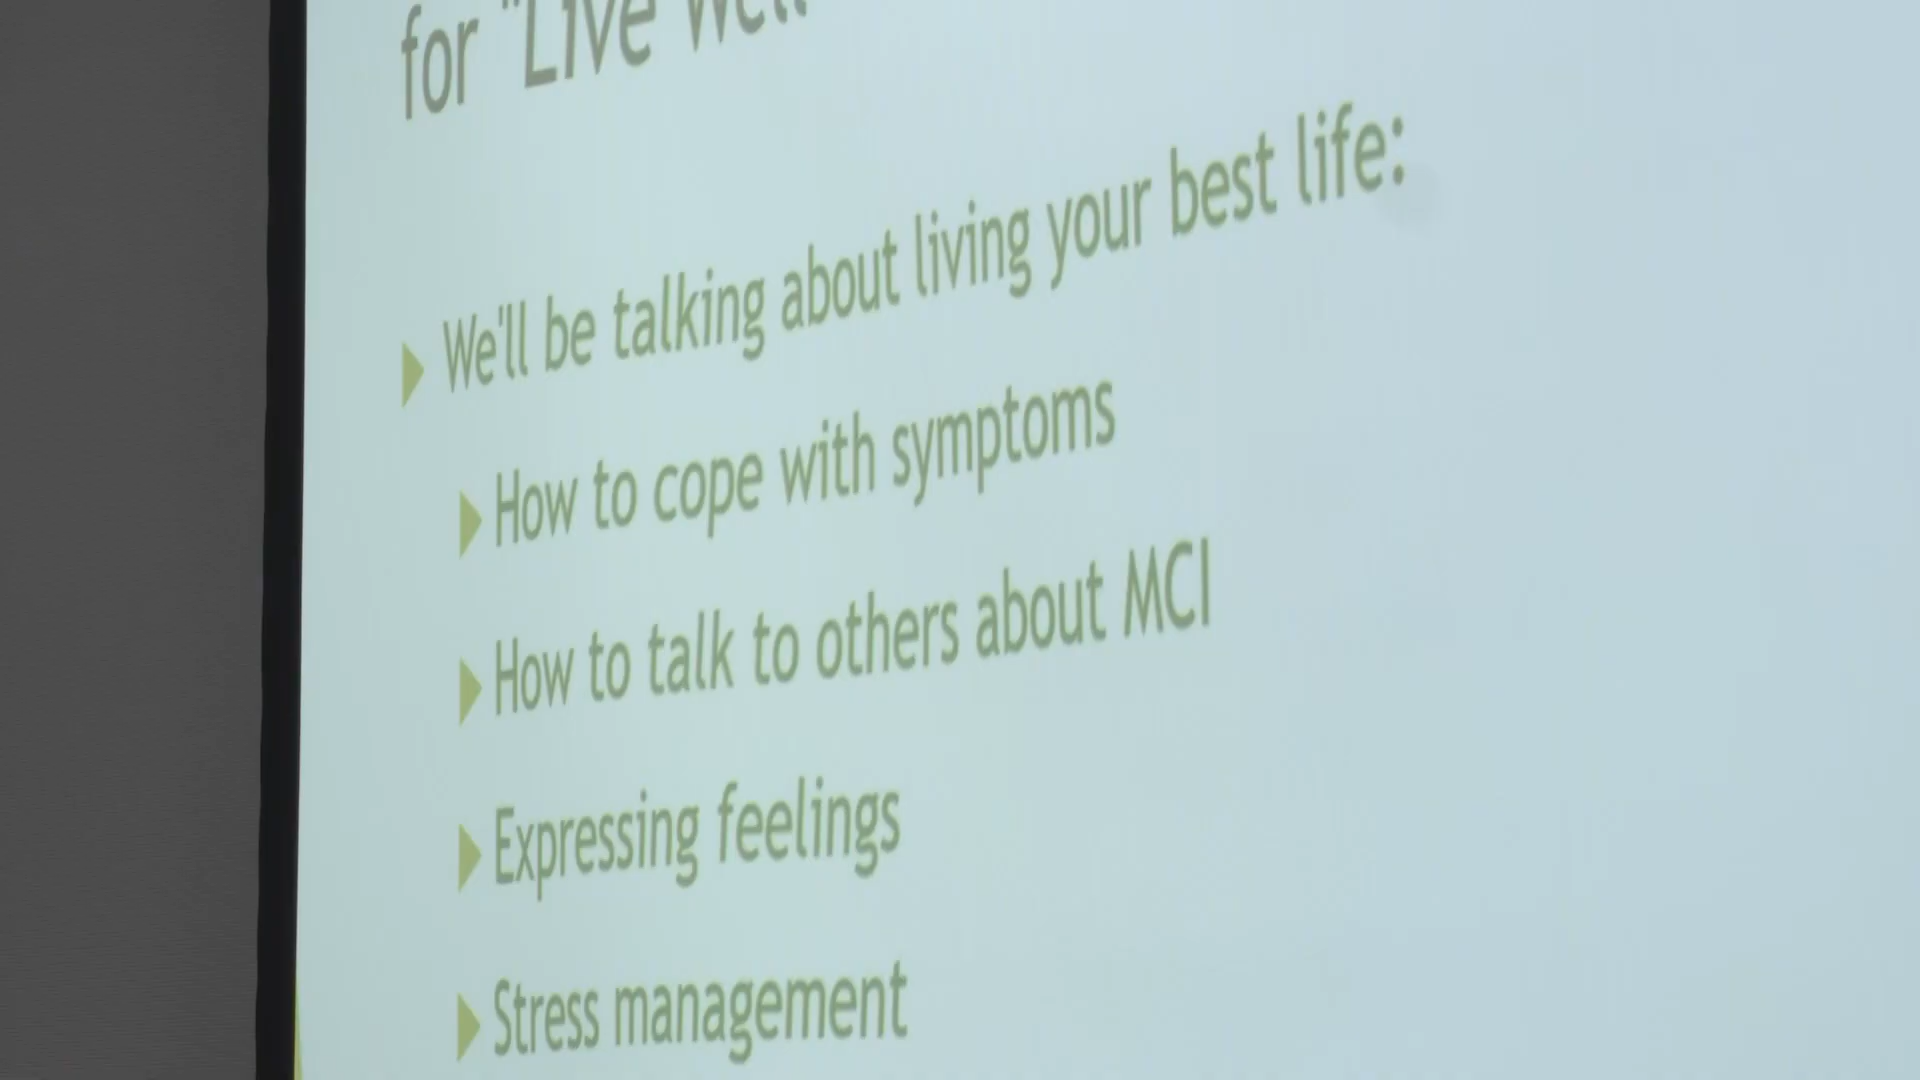 for "Live well
We'll be talking about living your best life:
How to cope with symptoms
How to talk to others about MCI
Expressing feelings
Stress management